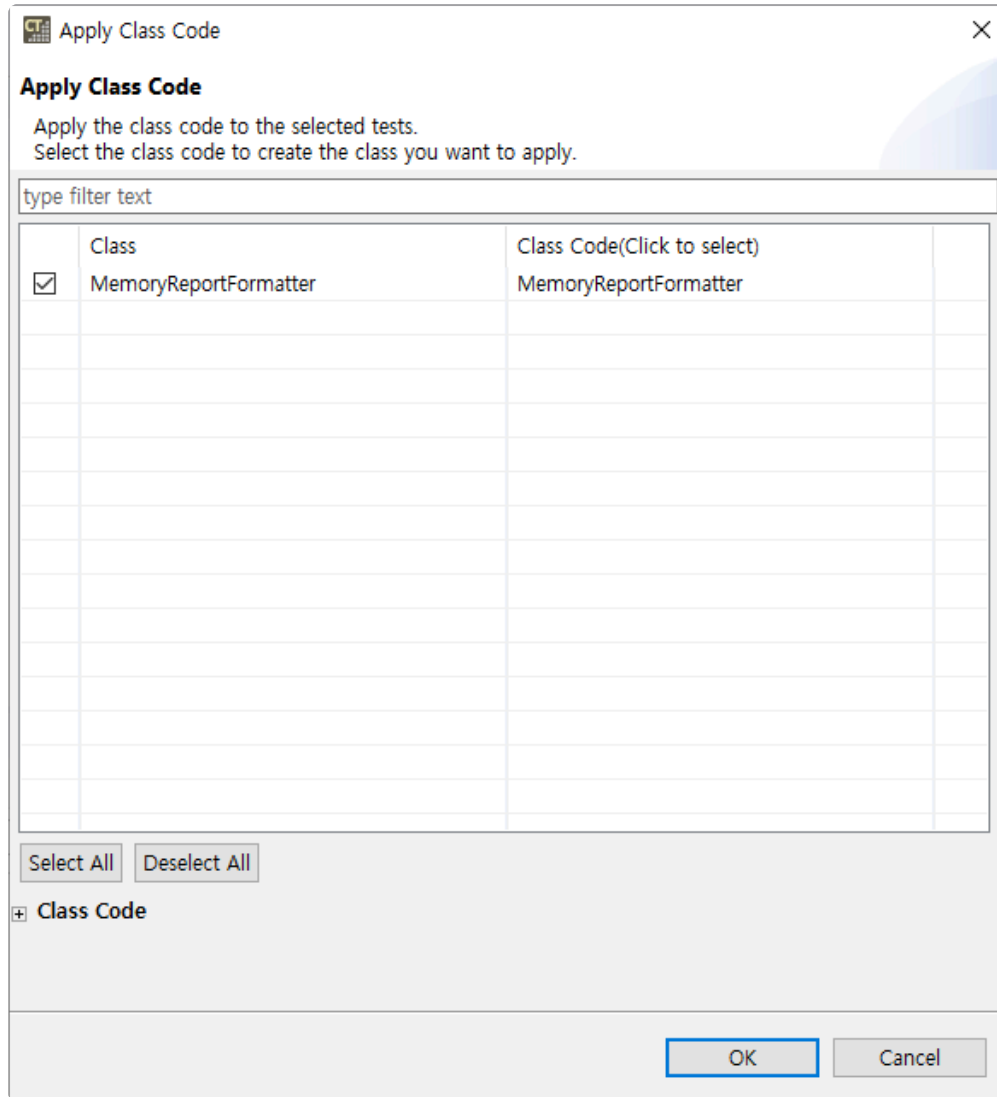 CT Apply Class Code
Apply Class Code
Apply the class code to the selected tests.
Select the class code to create the class you want to apply.
type filter text
Class Class Code(Click to select)
MemoryReportFormatter MemoryReportFormatter
Select All Deselect All
Class Code
OK Cancel